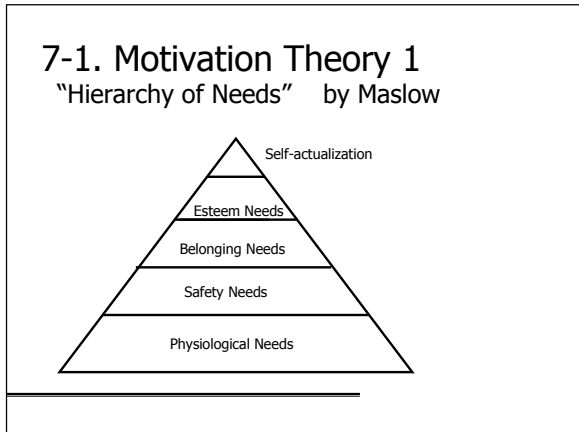 7-1. Motivation Theory 1
“Hierarchy of Needs” by Maslow
Self-actualization
Esteem Needs
Belonging Needs
Safety Needs
Physiological Needs